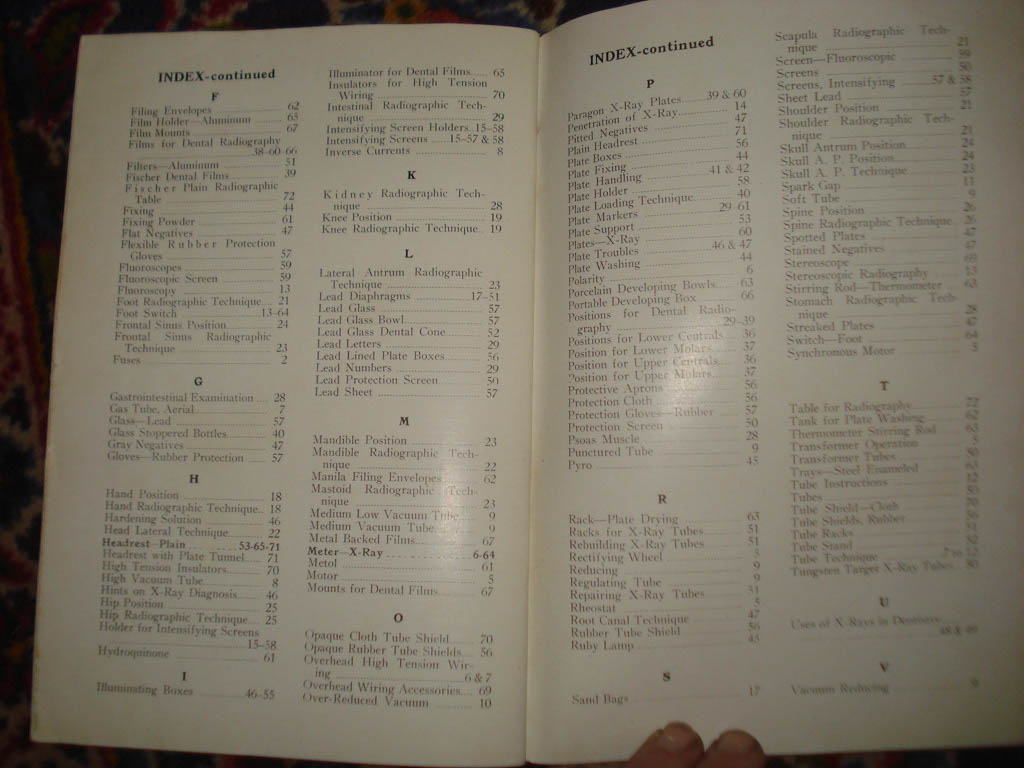 INDEX-continued
F
Filing Envelopes 62
Film Holder—Aluminum 65
Film Mounts 67
Films for Dental Radiography
38-60-66
Filters—Aluminum 51
Fischer Dental Films 39
Fischer Plain Radiographic
Table 72
Fixing 44
Fixing Powder 61
Flat Negatives 47
Flexible Rubber Protection
Gloves 57
Fluoroscopes 59
Fluoroscopic Screen 59
Fluoroscopy 13
Foot Radiographic Technique 21
Foot Switch 13-64
Frontal Sinus Position 24
Frontal Sinus Radiographic
Technique 23
Fuses 2
G
Gastrointestinal Examination 28
Gas Tube, Aerial 7
Glass—Lead 57
Glass Stoppered Bottles 40
Gray Negatives 47
Gloves—Rubber Protection 57
H
Hand Position 18
Hand Radiographic Technique 18
Hardening Solution 46
Head Lateral Technique 22
Headrest—Plain 53-65-71
Headrest with Plate Tunnel 71
High Tension Insulators 70
High Vacuum Tube 8
Hints on X-Ray Diagnosis 46
Hip Position 25
Hip Radiographic Technique 25
Holder for Intensifying Screens
15-58
Hydroquinone 61
I
Illuminating Boxes 46-55
Illuminator for Dental Films 65
Insulators for High Tension
Wiring 70
Intestinal Radiographic Tech-
nique 29
Intensifying Screen Holders 15-58
Intensifying Screens 15-57 & 58
Inverse Currents 8
K
Kidney Radiographic Tech-
nique 28
Knee Position 19
Knee Radiographic Technique 19
L
Lateral Antrum Radiographic
Technique 23
Lead Diaphragms 17-51
Lead Glass 57
Lead Glass Bowl 57
Lead Glass Dental Cone 52
Lead Letters 29
Lead Lined Plate Boxes 56
Lead Numbers 29
Lead Protection Screen 50
Lead Sheet 57
M
Mandible Position 23
Mandible Radiographic Tech-
nique 22
Manila Filing Envelopes 62
Mastoid Radiographic Tech-
nique 23
Medium Low Vacuum Tube 9
Medium Vacuum Tube 9
Metal Backed Films 67
Meter—X-Ray 6-64
Metol 61
Motor 5
Mounts for Dental Films 67
O
Opaque Cloth Tube Shield 70
Opaque Rubber Tube Shields 56
Overhead High Tension Wir-
ing 6 & 7
Overhead Wiring Accessories 69
Over-Reduced Vacuum 10
INDEX-continued
P
Paragon X-Ray Plates 39 & 60
Penetration of X-Ray 14
Pitted Negatives 47
Plain Headrest 71
Plate Boxes 56
Plate Fixing 44
Plate Handling 41 & 42
Plate Holder 58
Plate Loading Technique 40
Plate Markers 29-61
Plate Support 53
Plates—X-Ray 60
Plate Troubles 46 & 47
Plate Washing 44
Polarity 6
Porcelain Developing Bowls 63
Portable Developing Box 66
Positions for Dental Radio-
graphy 29-39
Positions for Lower Centrals 36
Position for Lower Molars 37
Position for Upper Centrals 36
Position for Upper Molars 37
Protective Aprons 56
Protection Cloth 56
Protection Gloves—Rubber 57
Protection Screen 50
Psoas Muscle 28
Punctured Tube 9
Pyro 45
R
Rack—Plate Drying 63
Racks for X-Ray Tubes 51
Rebuilding X-Ray Tubes 51
Rectifying Wheel 5
Reducing 9
Regulating Tube 9
Repairing X-Ray Tubes 51
Rheostat 5
Root Canal Technique 47
Rubber Tube Shield 56
Ruby Lamp 45
S
Sand Bags 17
Scapula Radiographic Tech-
nique 21
Screen—Fluoroscopic 59
Screens 50
Screens, Intensifying 57 & 58
Sheet Lead 57
Shoulder Position 21
Shoulder Radiographic Tech-
nique 21
Skull Antrum Position 24
Skull A. P. Position 24
Skull A. P. Technique 23
Spark Gap 11
Soft Tube 9
Spine Position 26
Spine Radiographic Technique 26
Spotted Plates 47
Stained Negatives 47
Stereoscope 69
Stereoscopic Radiography 13
Stirring Rod—Thermometer 63
Stomach Radiographic Tech-
nique 28
Streaked Plates 47
Switch—Foot 64
Synchronous Motor 5
T
Table for Radiography 72
Tank for Plate Washing 62
Thermometer Stirring Rod 63
Transformer Operation 5
Transformer Tubes 50
Trays—Steel Enameled 63
Tube Instructions 12
Tubes 50
Tube Shield—Cloth 70
Tube Shields, Rubber 56
Tube Racks 51
Tube Stand 52
Tube Technique 7 to 12
Tungsten Target X-Ray Tubes 50
U
Uses of X Rays in Dentistry
48 & 49
V
Vacuum Reducing 9